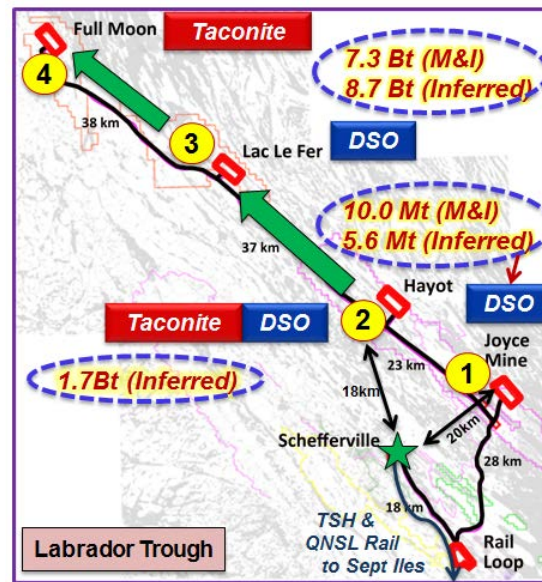 Full Moon
Taconite
7.3 Bt (M&I)
8.7 Bt (Inferred)
4
38 km
3
Lac Le Fer
DSO
10.0 Mt (M&I)
5.6 Mt (Inferred)
37 km
Hayot
DSO
Taconite
DSO
2
Joyce
Mine
1
23 km
1.7Bt (Inferred)
18km
Schefferville
20km
28 km
18 km
TSH &
QNSL Rail
to Sept Iles
Rail
Loop
Labrador Trough